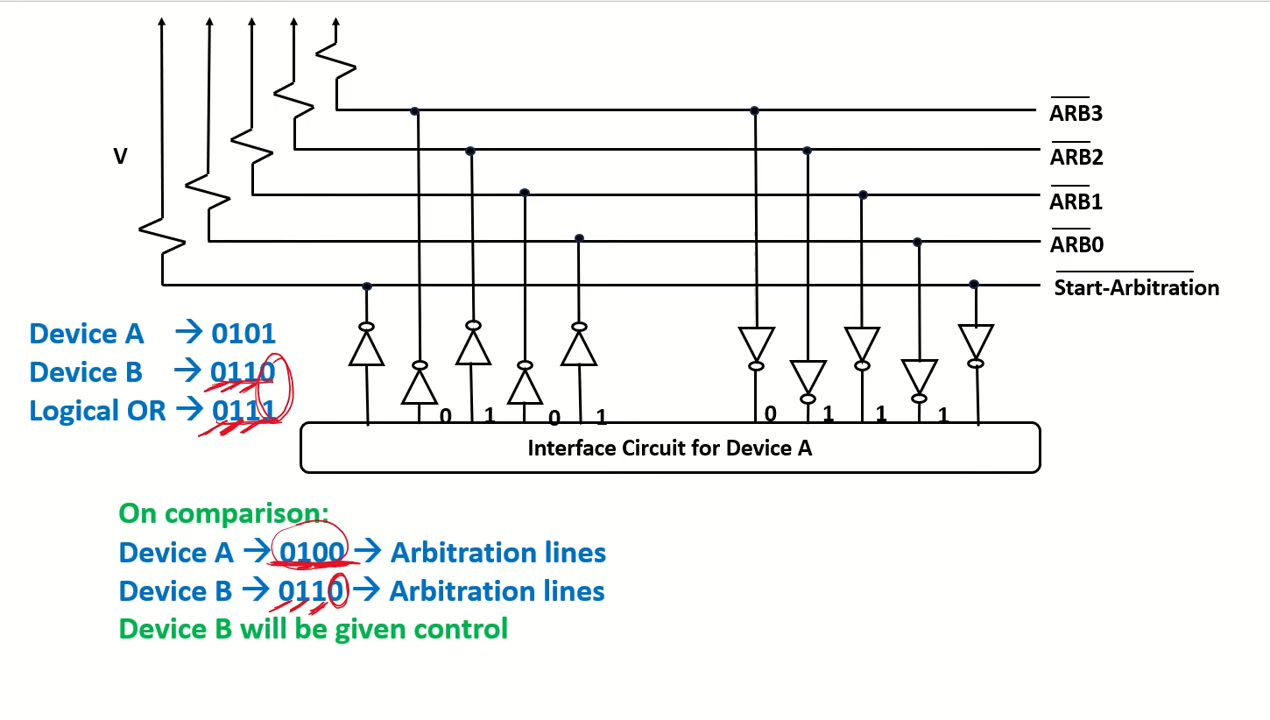 ARB3
V
ARB2
ARB1
ARB0
Start-Arbitration
Device A → 0101
Device B → 0110
Logical OR → 0111
0 1 0 1 0 1 1 1
Interface Circuit for Device A
On comparison:
Device A → 0100 → Arbitration lines
Device B → 0110 → Arbitration lines
Device B will be given control